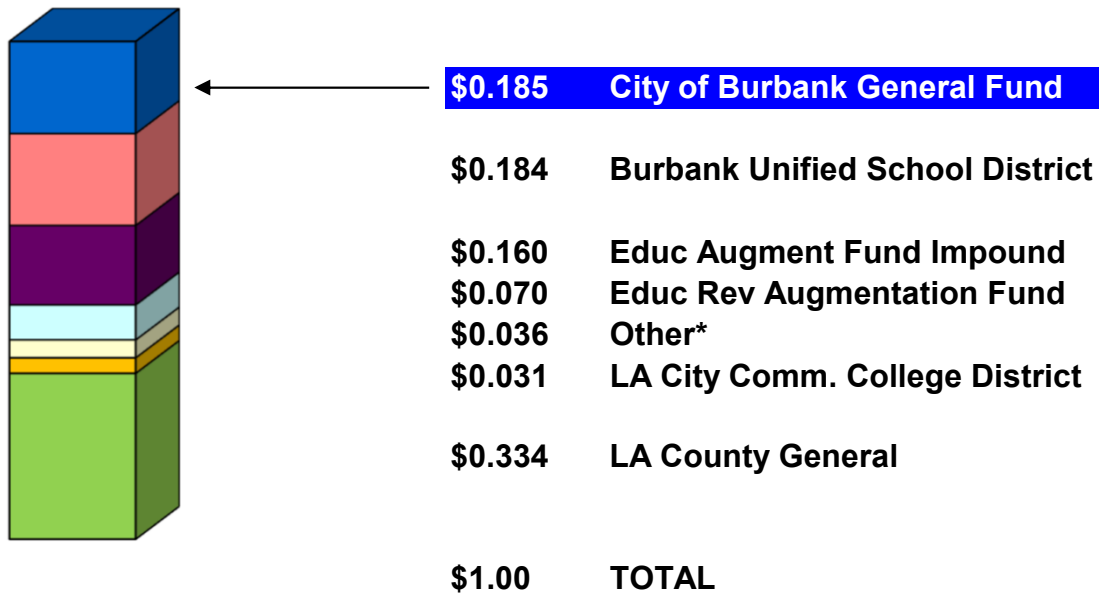 $0.185 City of Burbank General Fund
$0.184 Burbank Unified School District
$0.160 Educ Augment Fund Impound
$0.070 Educ Rev Augmentation Fund
$0.036 Other*
$0.031 LA City Comm. College District
$0.334 LA County General
$1.00 TOTAL